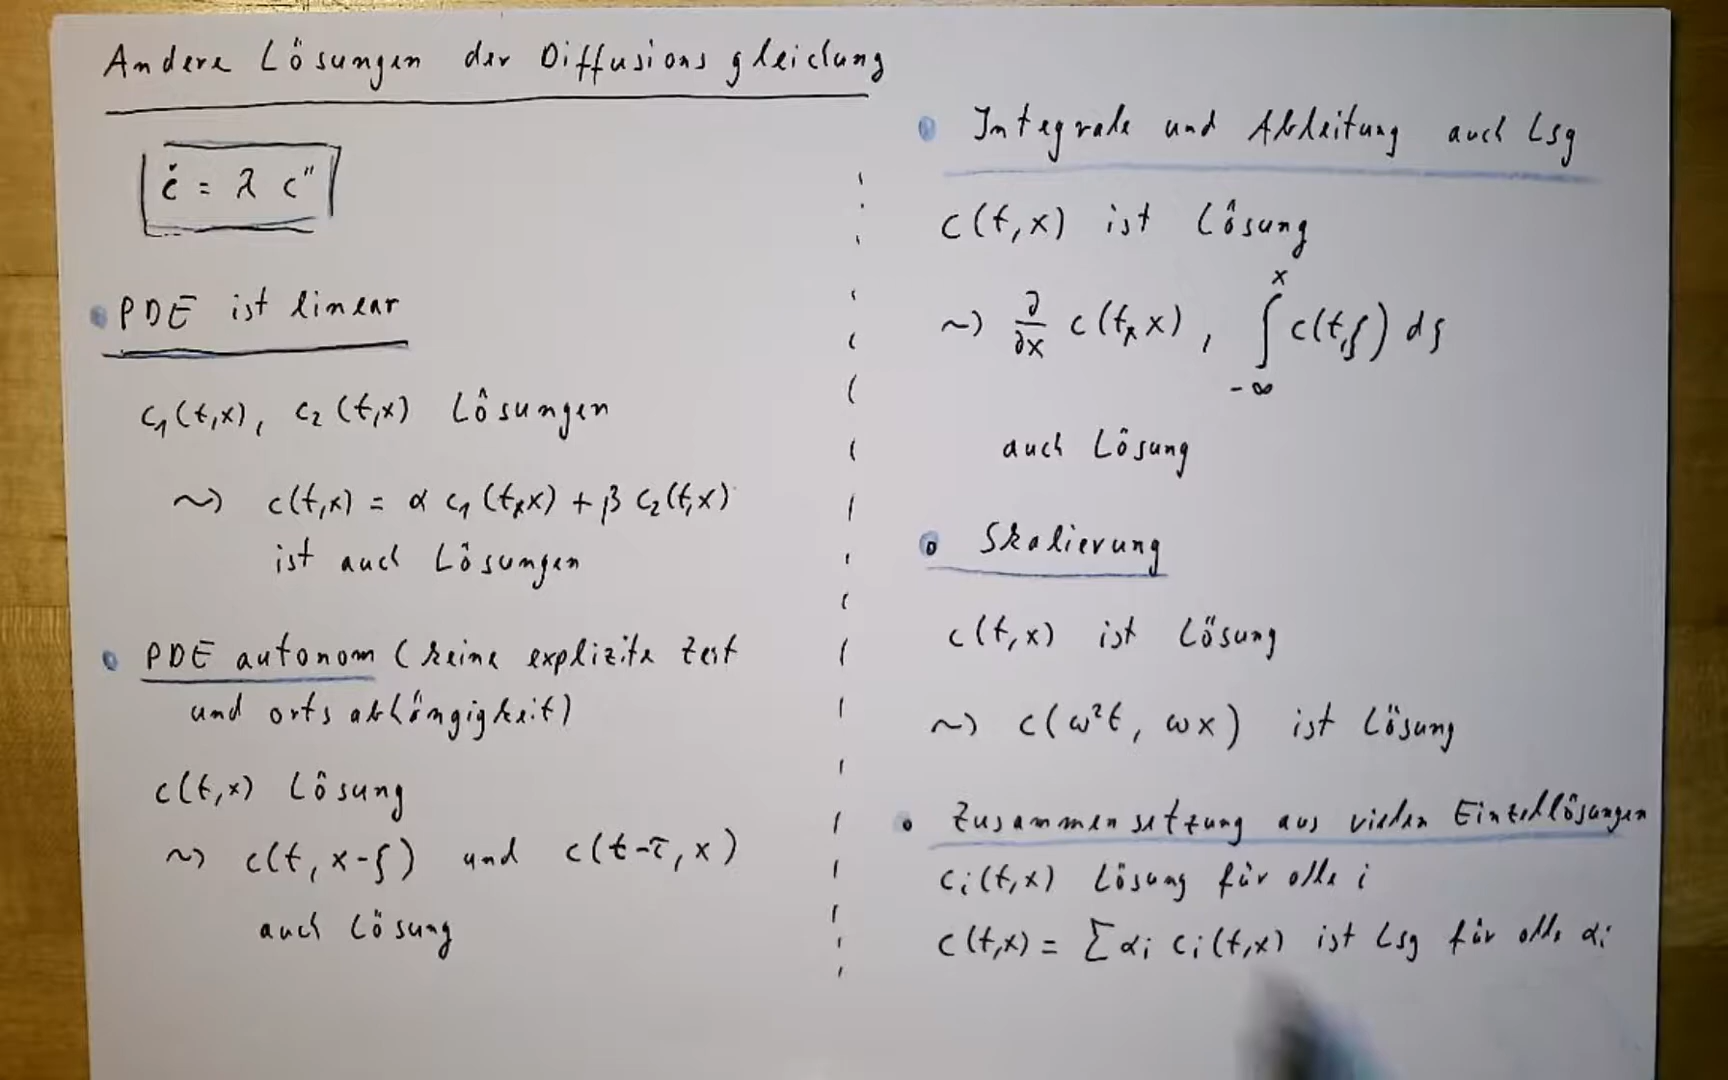 Andere Lösungen der Diffusionsgleichung
ċ = λ c''
• PDE ist linear
c₁(t,x), c₂(t,x) Lösungen
~> c(t,x) = α c₁(t,x) + β c₂(t,x)
ist auch Lösungen
• PDE autonom (keine explizite Zeit
und ortsabhängigkeit)
c(t,x) Lösung
~> c(t, x-ξ) und c(t-τ, x)
auch Lösung
• Integrale und Ableitung auch Lsg
c(t,x) ist Lösung
~> ∂/∂x c(t,x), ∫_{-∞}^{x} c(t,ξ) dξ
auch Lösung
• Skalierung
c(t,x) ist Lösung
~> c(ω²t, ωx) ist Lösung
• Zusammensetzung aus vielen Einzellösungen
cᵢ(t,x) Lösung für alle i
c(t,x) = Σ αᵢ cᵢ(t,x) ist Lsg für alle αᵢ